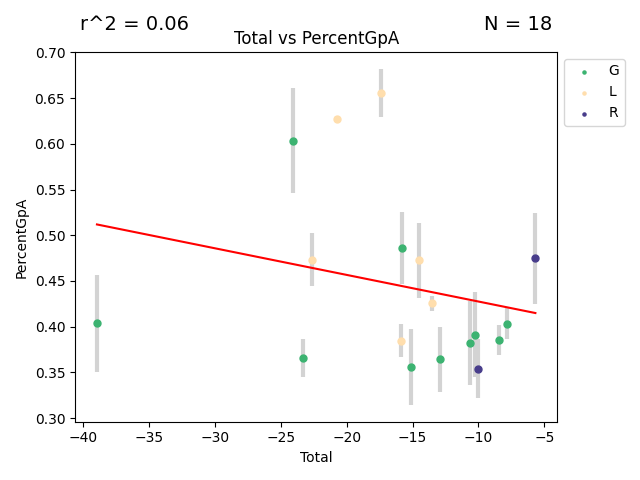 r^2 = 0.06
N = 18
Total vs PercentGpA
G
L
R
PercentGpA
0.70
0.65
0.60
0.55
0.50
0.45
0.40
0.35
0.30
−40
−35
−30
−25
−20
−15
−10
−5
Total